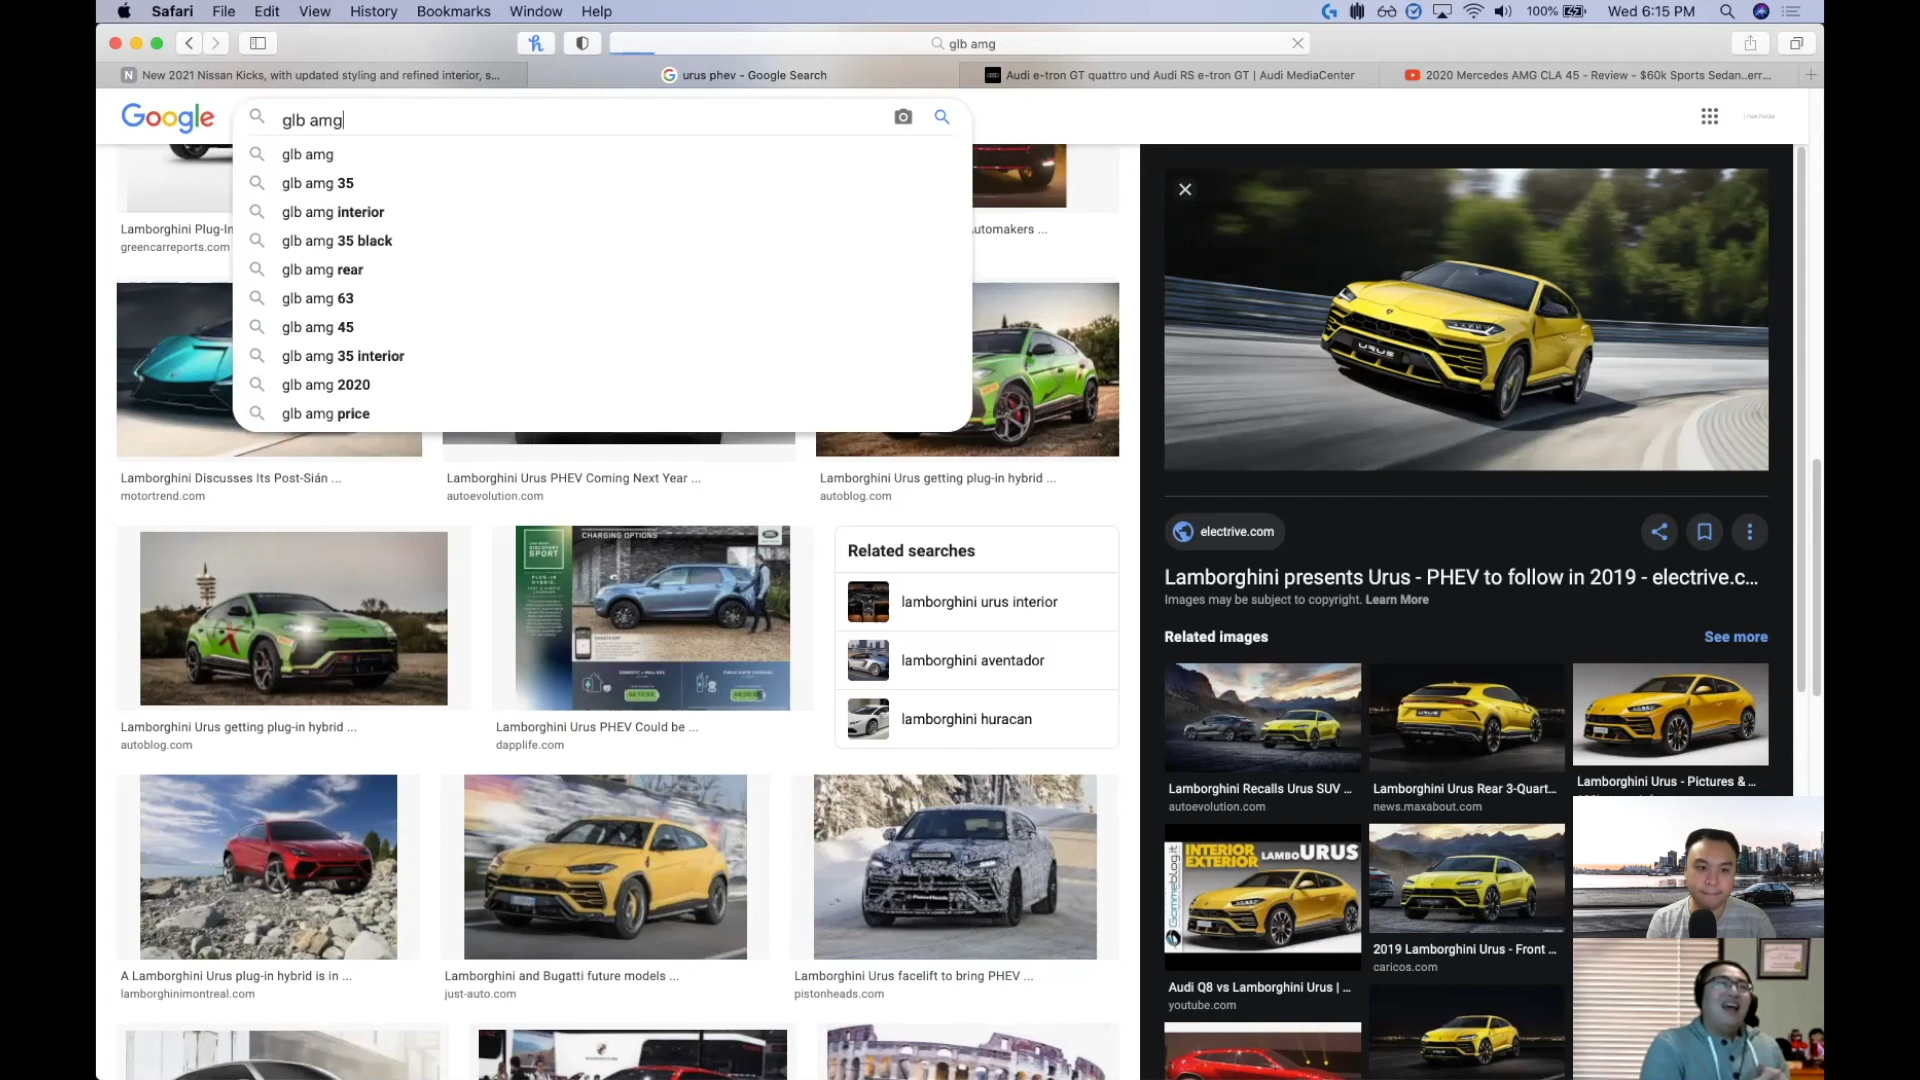 Safari File Edit View History Bookmarks Window Help
100% Wed 6:15 PM
glb amg
New 2021 Nissan Kicks, with updated styling and refined interior, s...
urus phev - Google Search
Audi e-tron GT quattro und Audi RS e-tron GT | Audi MediaCenter
2020 Mercedes AMG CLA 45 - Review - $60k Sports Sedan..err...
Google
glb amg
glb amg
glb amg 35
glb amg interior
glb amg 35 black
glb amg rear
glb amg 63
glb amg 45
glb amg 35 interior
glb amg 2020
glb amg price
Lamborghini Plug-In
greencarreports.com
utomakers ...
Lamborghini Discusses Its Post-Sián ...
motortrend.com
Lamborghini Urus PHEV Coming Next Year ...
autoevolution.com
Lamborghini Urus getting plug-in hybrid ...
autoblog.com
CHARGING OPTIONS
Lamborghini Urus getting plug-in hybrid ...
autoblog.com
Lamborghini Urus PHEV Could be ...
dapplife.com
Related searches
lamborghini urus interior
lamborghini aventador
lamborghini huracan
A Lamborghini Urus plug-in hybrid is in ...
lamborghinimontreal.com
Lamborghini and Bugatti future models ...
just-auto.com
Lamborghini Urus facelift to bring PHEV ...
pistonheads.com
URUS
electrive.com
Lamborghini presents Urus - PHEV to follow in 2019 - electrive.c...
Images may be subject to copyright. Learn More
Related images
See more
Lamborghini Recalls Urus SUV ...
autoevolution.com
Lamborghini Urus Rear 3-Quart...
news.maxabout.com
Lamborghini Urus - Pictures & ...
INTERIOR
EXTERIOR LAMBO URUS
Gommeblog.it
Audi Q8 vs Lamborghini Urus | ...
youtube.com
2019 Lamborghini Urus - Front ...
caricos.com